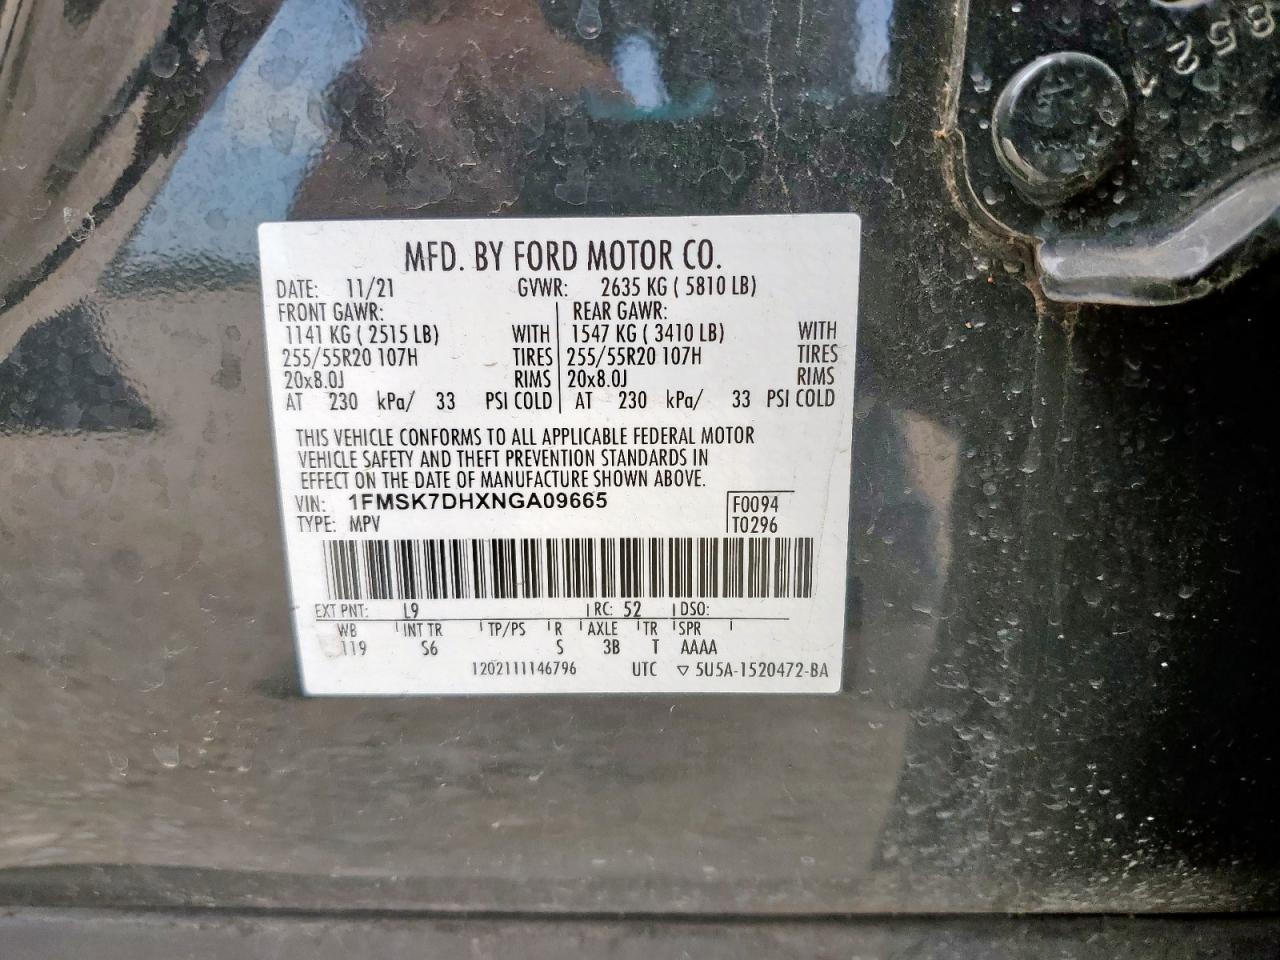 MFD. BY FORD MOTOR CO.
DATE: 11/21 GVWR: 2635 KG ( 5810 LB)
FRONT GAWR: REAR GAWR:
1141 KG ( 2515 LB) WITH 1547 KG ( 3410 LB) WITH
255/55R20 107H TIRES 255/55R20 107H TIRES
20x8.0J RIMS 20x8.0J RIMS
AT 230 kPa/ 33 PSI COLD AT 230 kPa/ 33 PSI COLD
THIS VEHICLE CONFORMS TO ALL APPLICABLE FEDERAL MOTOR
VEHICLE SAFETY AND THEFT PREVENTION STANDARDS IN
EFFECT ON THE DATE OF MANUFACTURE SHOWN ABOVE.
VIN: 1FMSK7DHXNGA09665 F0094
TYPE: MPV T0296
EXT PNT: L9 RC: 52 DSO:
WB INT TR TP/PS R AXLE TR SPR
119 S6 S 3B T AAAA
1202111146796 UTC ▽ 5U5A-1520472-BA